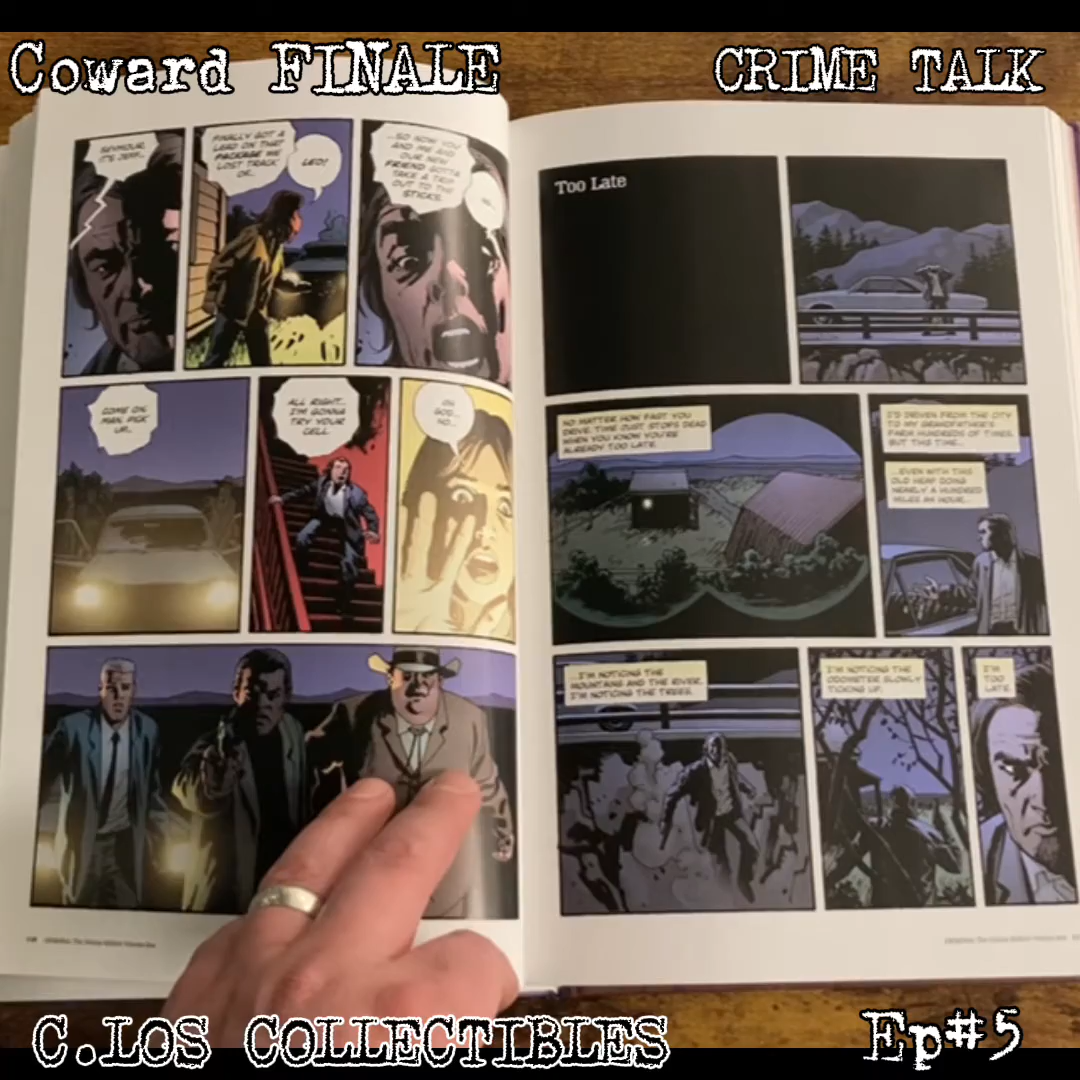 Coward FINALE
CRIME TALK
SEYMOUR,
IT'S JEFF...
FINALLY GOT A
LEAD ON THAT
PACKAGE WE
LOST TRACK
OF...
LEO!
...SO NOW YOU
AND ME AND
OUR NEW
FRIEND GOTTA
TAKE A TRIP
OUT TO THE
STICKS.
COME ON,
MAN, PICK
UP...
ALL RIGHT...
I'M GONNA
TRY YOUR
CELL.
OH
GOD...
NO...
Too Late
NO MATTER HOW FAST YOU
DRIVE, TIME JUST STOPS DEAD
WHEN YOU KNOW YOU'RE
ALREADY TOO LATE.
I'D DRIVEN FROM THE CITY
TO MY GRANDFATHER'S
FARM HUNDREDS OF TIMES,
BUT THIS TIME...
...EVEN WITH THIS
OLD HEAP DOING
NEARLY A HUNDRED
MILES AN HOUR...
...I'M NOTICING THE
MOUNTAINS AND THE RIVER.
I'M NOTICING THE TREES.
I'M NOTICING THE
ODOMETER SLOWLY
TICKING UP.
I'M
TOO
LATE.
C.LOS COLLECTIBLES
Ep#5